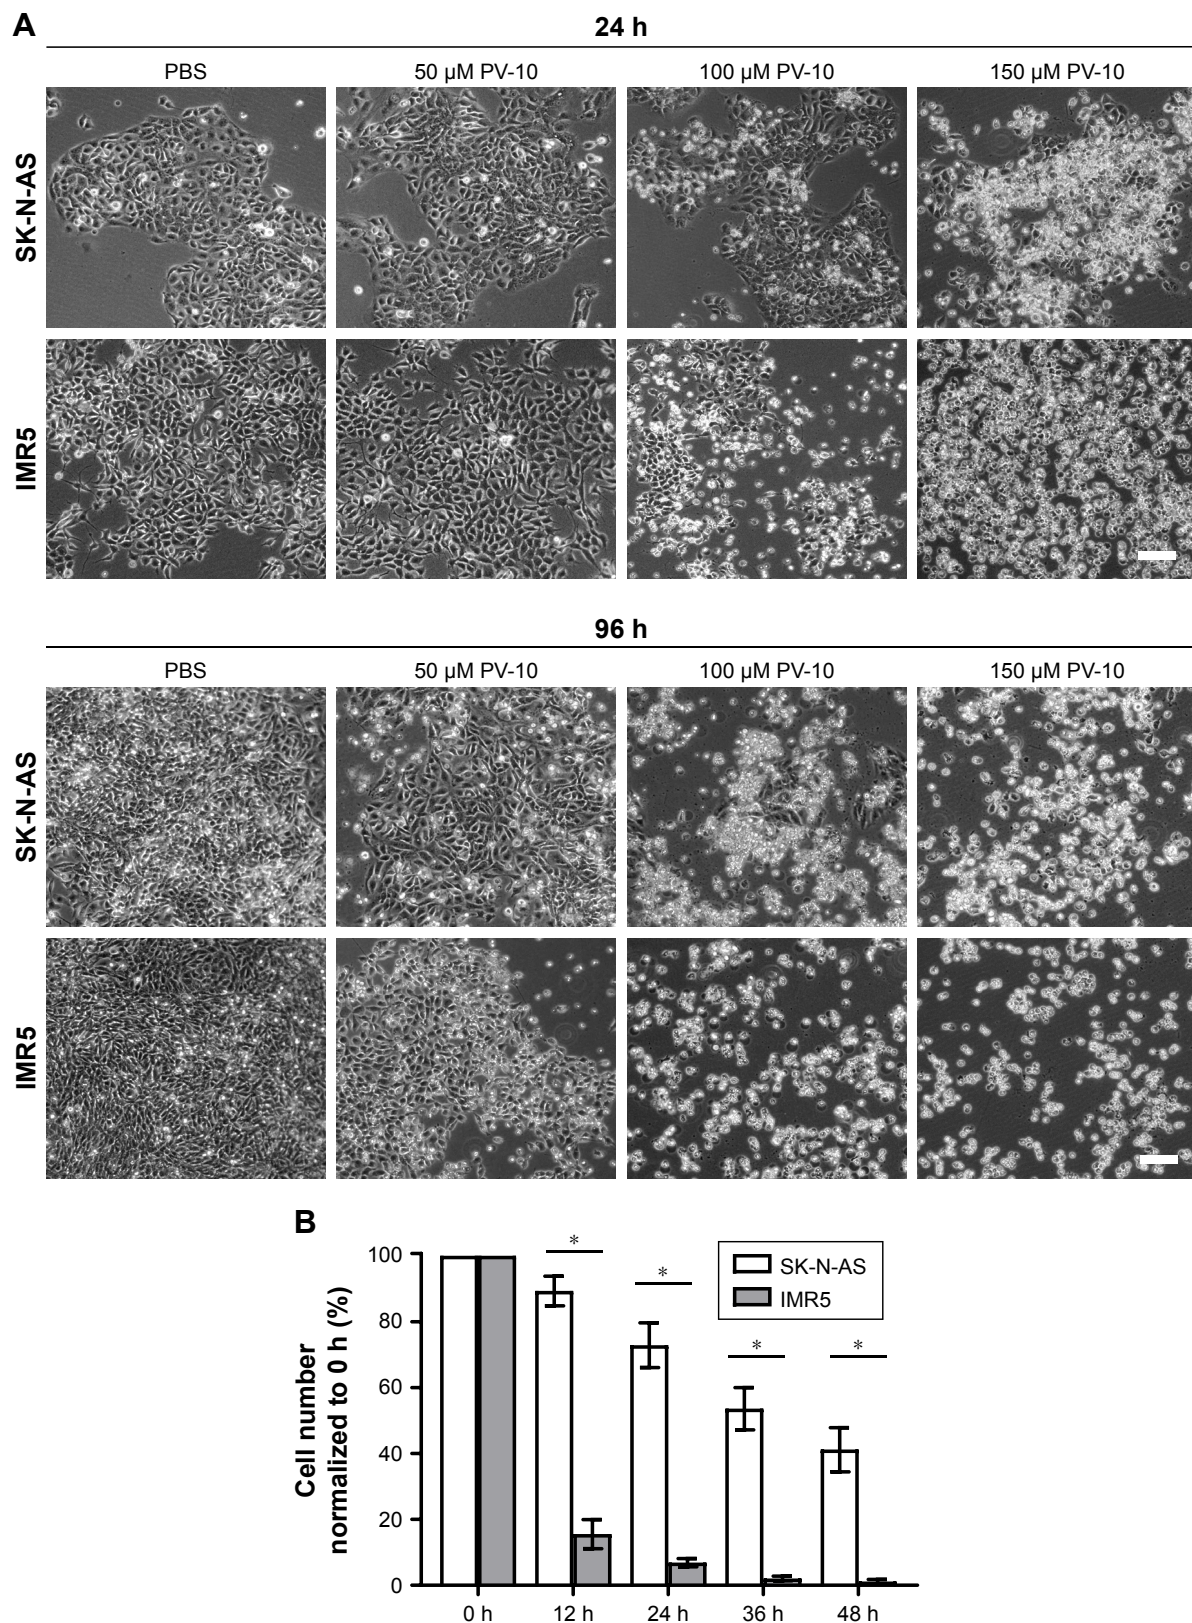 A
24 h
PBS
50 µM PV-10
100 µM PV-10
150 µM PV-10
SK-N-AS
IMR5
96 h
PBS
50 µM PV-10
100 µM PV-10
150 µM PV-10
SK-N-AS
IMR5
B
Cell number
normalized to 0 h (%)
100
80
60
40
20
0
*
*
*
*
SK-N-AS
IMR5
0 h
12 h
24 h
36 h
48 h